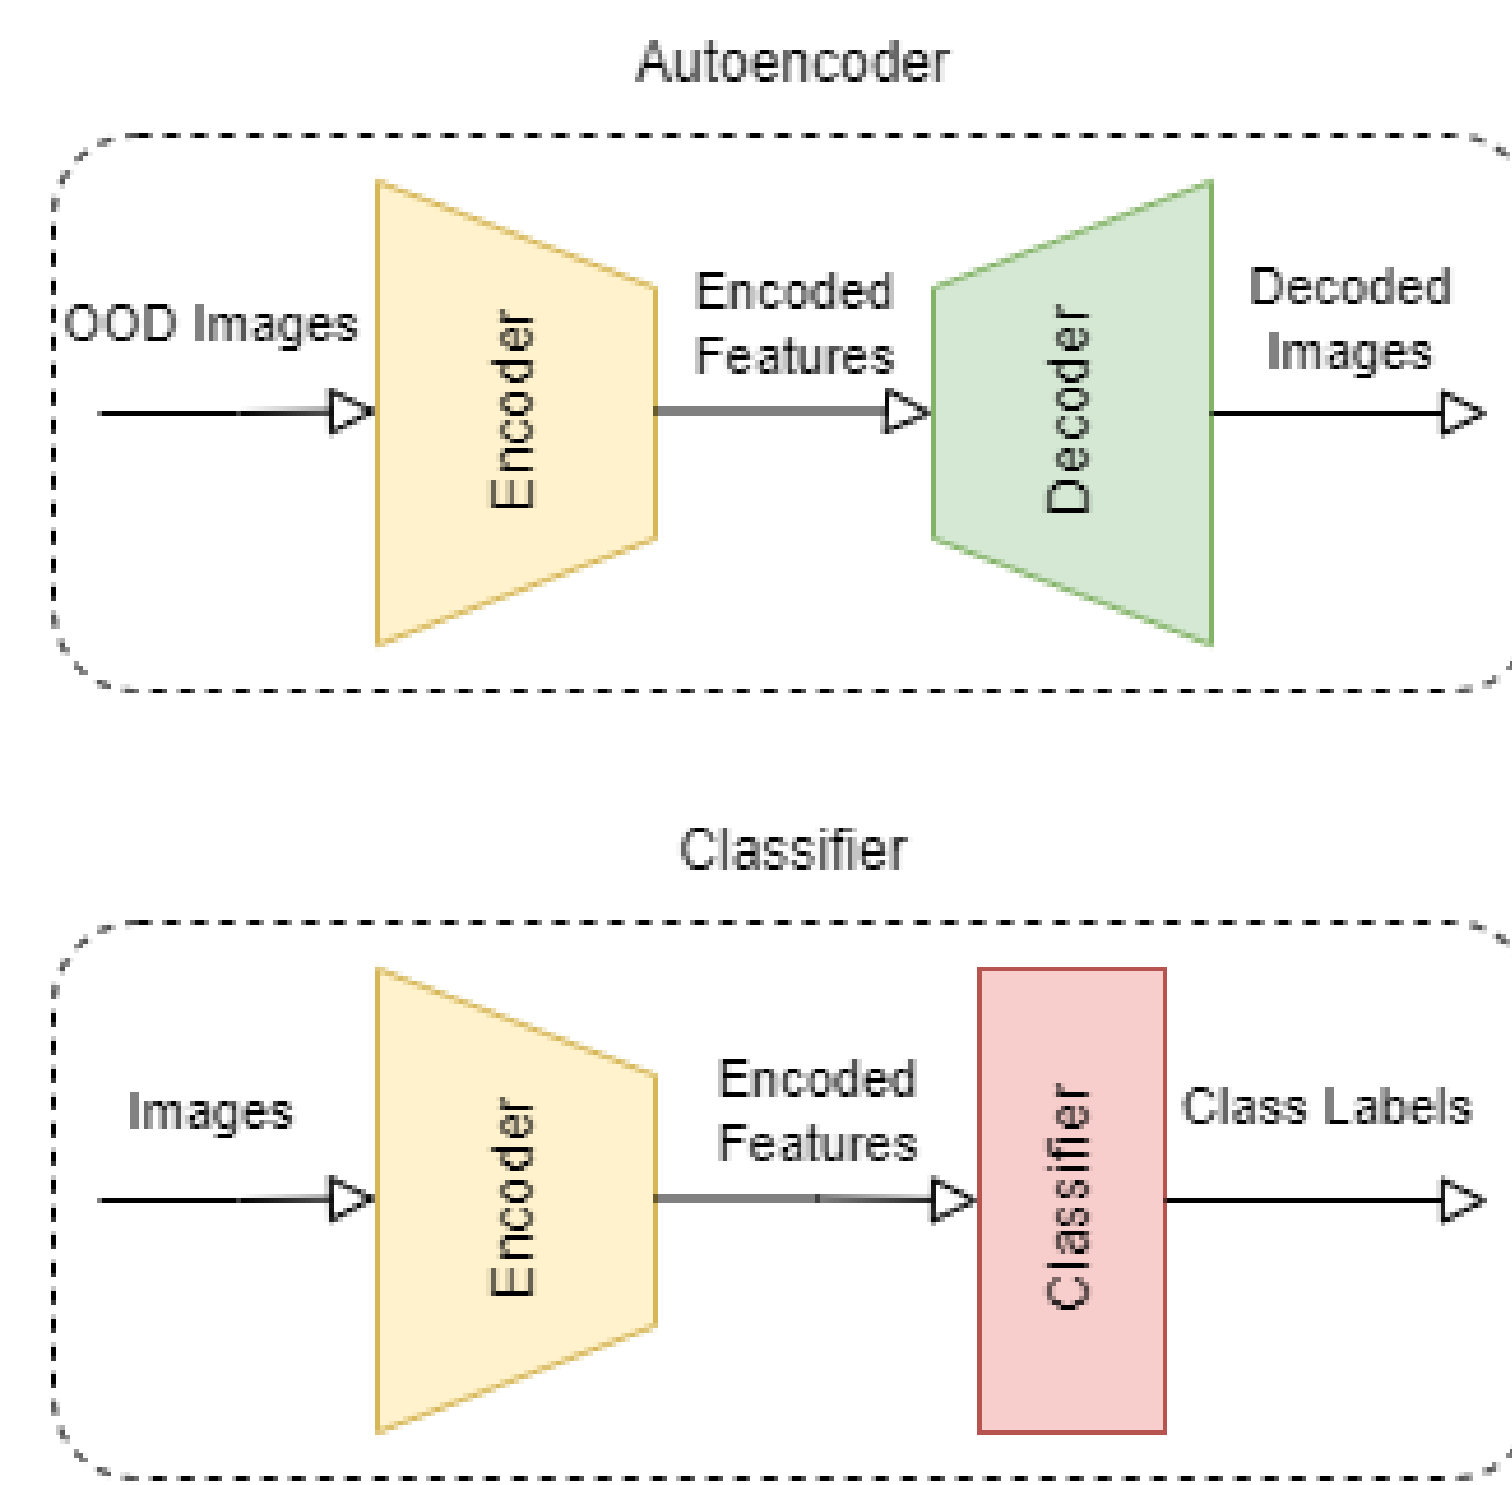 Autoencoder
OOD Images
Encoder
Encoded
Features
Decoder
Decoded
Images
Classifier
Images
Encoder
Encoded
Features
Classifier
Class Labels